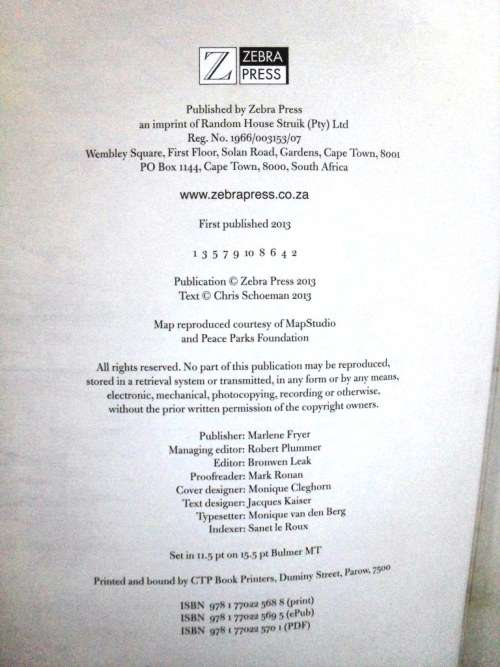 Z ZEBRA
PRESS
Published by Zebra Press
an imprint of Random House Struik (Pty) Ltd
Reg. No. 1966/003153/07
Wembley Square, First Floor, Solan Road, Gardens, Cape Town, 8001
PO Box 1144, Cape Town, 8000, South Africa
www.zebrapress.co.za
First published 2013
1 3 5 7 9 10 8 6 4 2
Publication © Zebra Press 2013
Text © Chris Schoeman 2013
Map reproduced courtesy of MapStudio
and Peace Parks Foundation
All rights reserved. No part of this publication may be reproduced,
stored in a retrieval system or transmitted, in any form or by any means,
electronic, mechanical, photocopying, recording or otherwise,
without the prior written permission of the copyright owners.
Publisher: Marlene Fryer
Managing editor: Robert Plummer
Editor: Bronwen Leak
Proofreader: Mark Ronan
Cover designer: Monique Cleghorn
Text designer: Jacques Kaiser
Typesetter: Monique van den Berg
Indexer: Sanet le Roux
Set in 11.5 pt on 15.5 pt Bulmer MT
Printed and bound by CTP Book Printers, Duminy Street, Parow, 7500
ISBN 978 1 77022 568 8 (print)
ISBN 978 1 77022 569 5 (ePub)
ISBN 978 1 77022 570 1 (PDF)